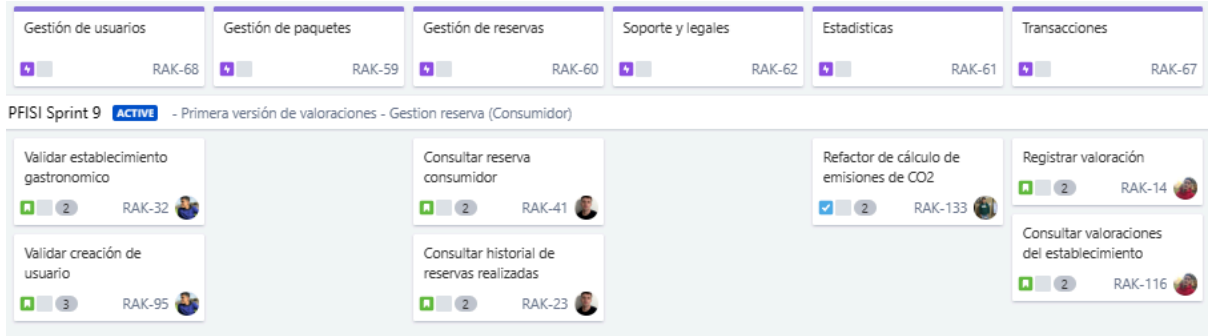 Gestión de usuarios
RAK-68
Gestión de paquetes
RAK-59
Gestión de reservas
RAK-60
Soporte y legales
RAK-62
Estadisticas
RAK-61
Transacciones
RAK-67
PFISI Sprint 9 ACTIVE - Primera versión de valoraciones - Gestion reserva (Consumidor)
Validar establecimiento
gastronomico
2 RAK-32
Validar creación de
usuario
3 RAK-95
Consultar reserva
consumidor
2 RAK-41
Consultar historial de
reservas realizadas
2 RAK-23
Refactor de cálculo de
emisiones de CO2
2 RAK-133
Registrar valoración
2 RAK-14
Consultar valoraciones
del establecimiento
2 RAK-116